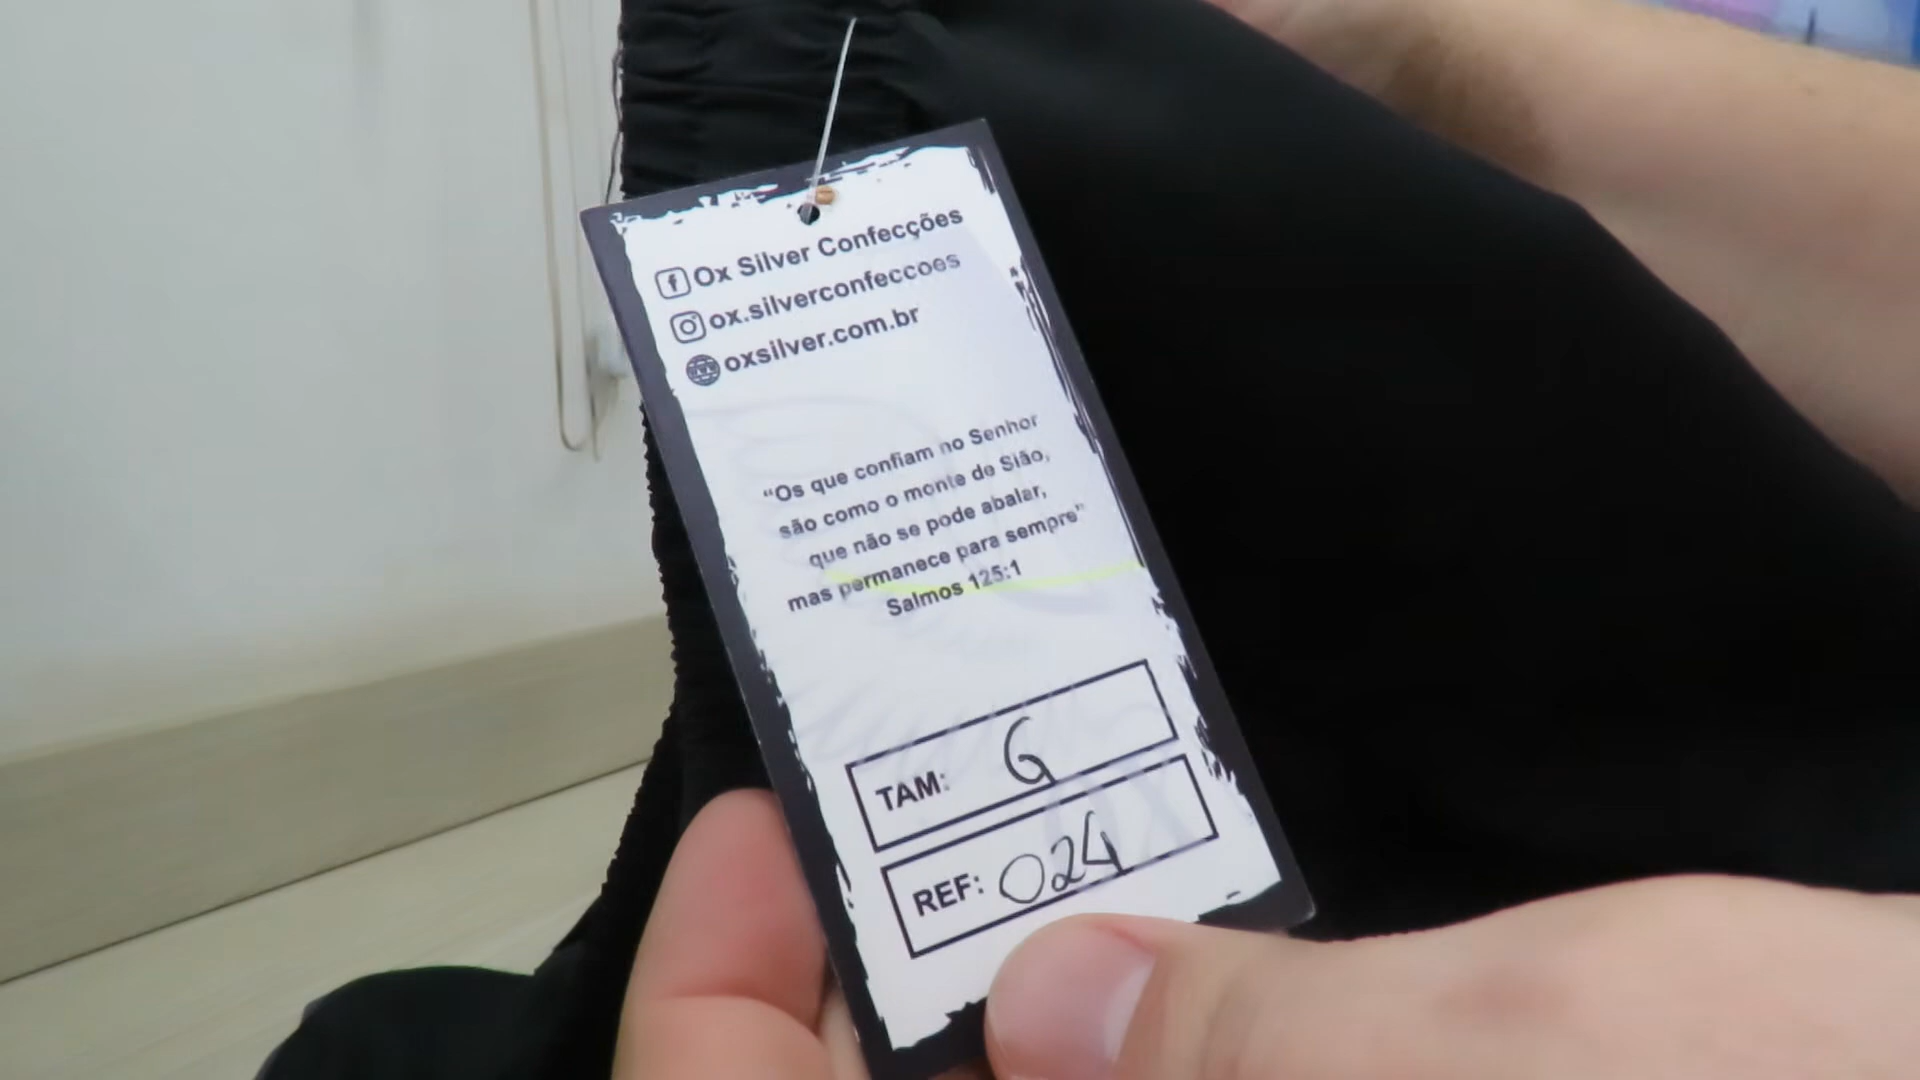 Ox Silver Confecções
ox.silverconfeccoes
oxsilver.com.br
“Os que confiam no Senhor
são como o monte de Sião,
que não se pode abalar,
mas permanece para sempre”
Salmos 125:1
TAM: G
REF: 024